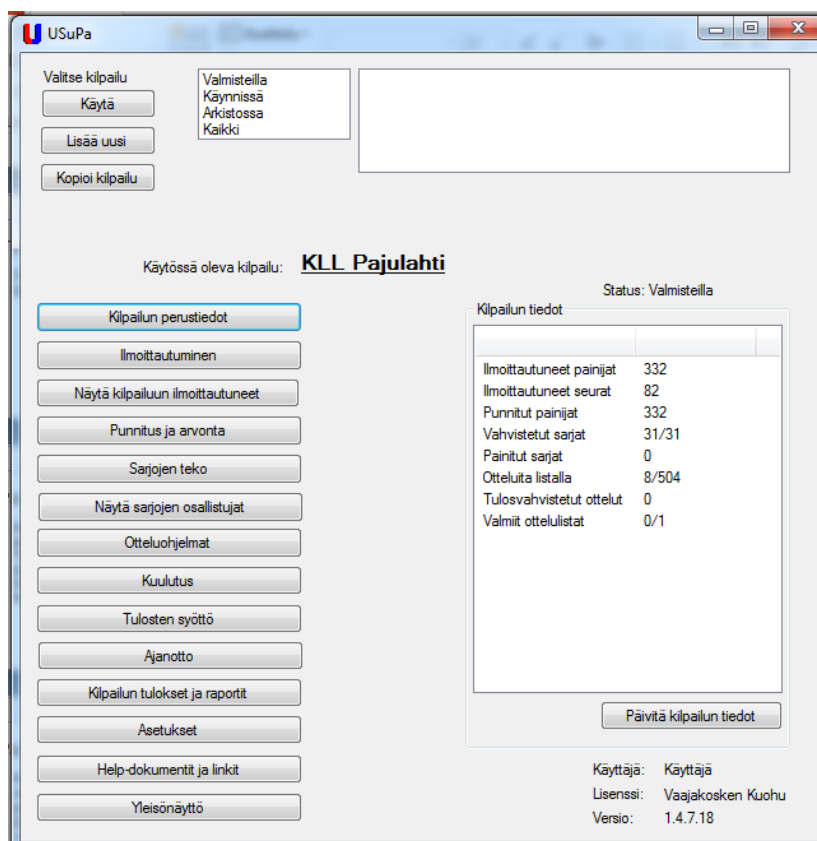 USuPa
Valitse kilpailu
Käytä
Lisää uusi
Kopioi kilpailu
Valmisteilla
Käynnissä
Arkistossa
Kaikki
Käytössä oleva kilpailu: KLL Pajulahti
Status: Valmisteilla
Kilpailun perustiedot
Ilmoittautuminen
Näytä kilpailuun ilmoittautuneet
Punnitus ja arvonta
Sarjojen teko
Näytä sarjojen osallistujat
Otteluohjelmat
Kuulutus
Tulosten syöttö
Ajanotto
Kilpailun tulokset ja raportit
Asetukset
Help-dokumentit ja linkit
Yleisönäyttö
Kilpailun tiedot
Ilmoittautuneet painijat 332
Ilmoittautuneet seurat 82
Punnitut painijat 332
Vahvistetut sarjat 31/31
Painitut sarjat 0
Otteluita listalla 8/504
Tulosvahvistetut ottelut 0
Valmiit ottelulistat 0/1
Päivitä kilpailun tiedot
Käyttäjä: Käyttäjä
Lisenssi: Vaajakosken Kuohu
Versio: 1.4.7.18